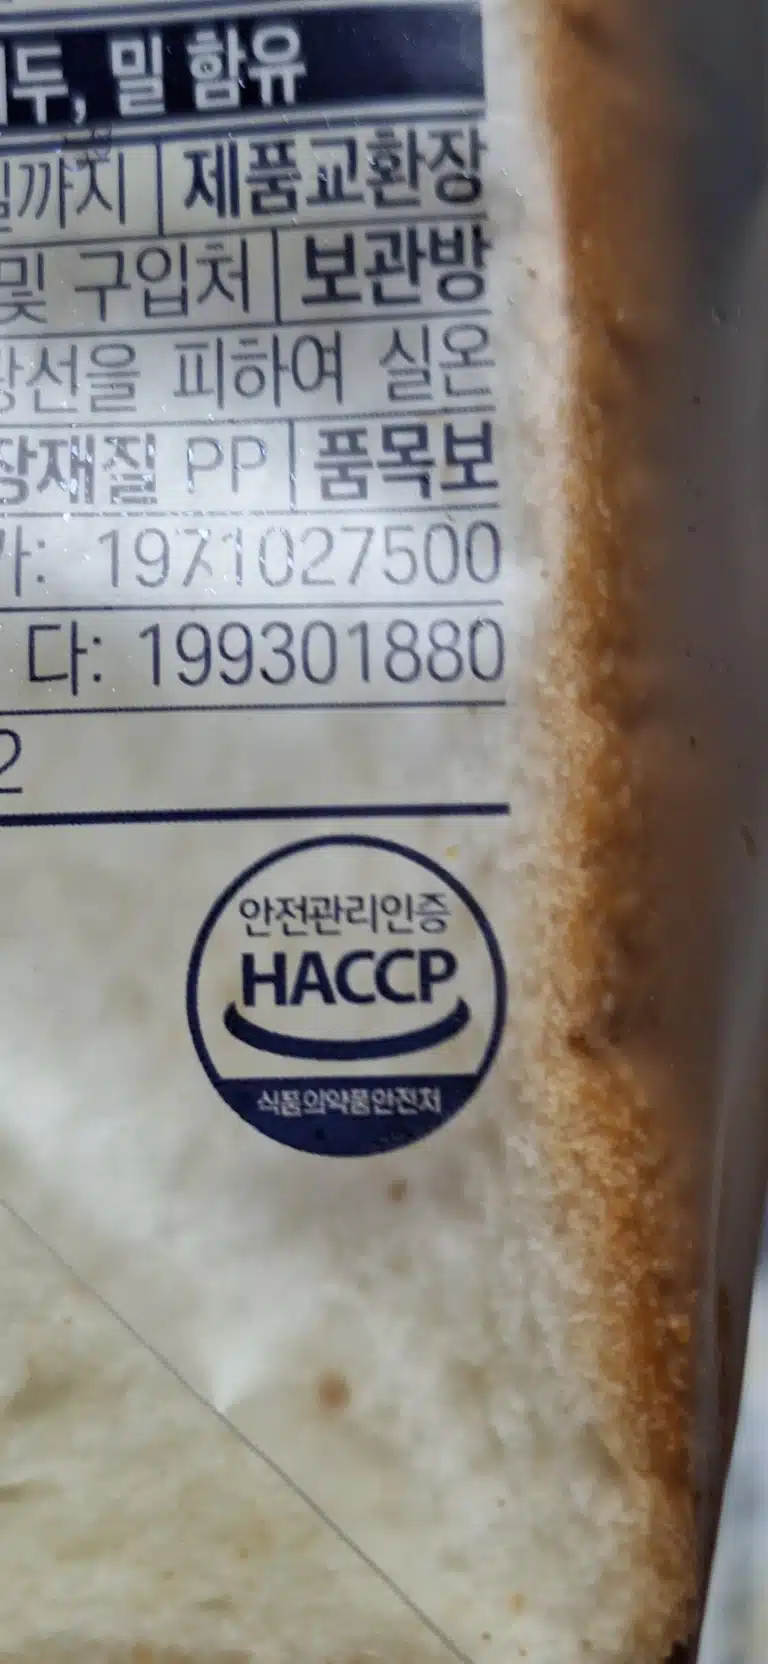 두, 밀 함유
까지 | 제품교환장
및 구입처 | 보관방
광선을 피하여 실온
장재질 PP | 품목보
가: 1971027500
다: 199301880
2
안전관리인증
HACCP
식품의약품안전처